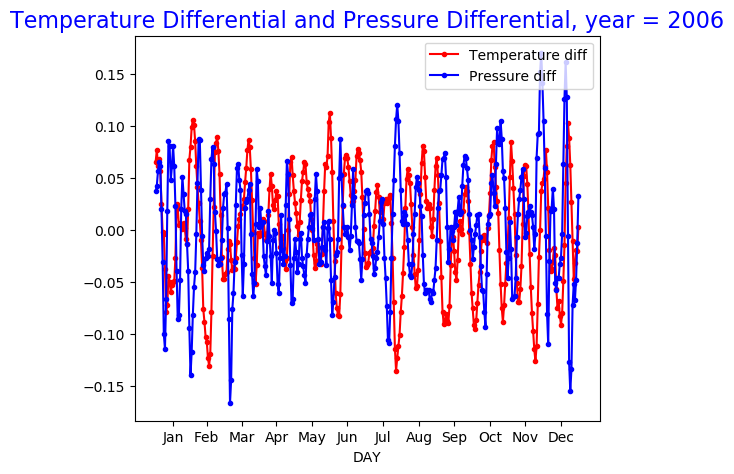 Temperature Differential and Pressure Differential, year = 2006
Temperature diff
Pressure diff
0.15
0.10
0.05
0.00
−0.05
−0.10
−0.15
Jan Feb Mar Apr May Jun Jul Aug Sep Oct Nov Dec
DAY